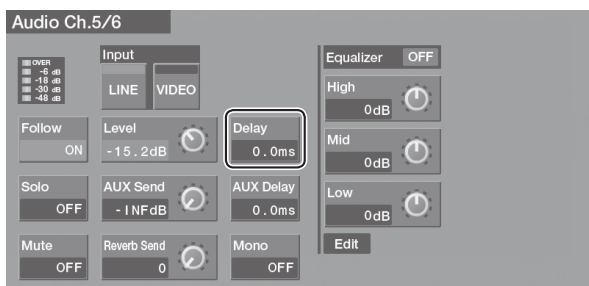 Audio Ch.5/6
OVER
-6 dB
-18 dB
-30 dB
-48 dB
Input
LINE
VIDEO
Follow
ON
Level
-15.2dB
Delay
0.0ms
Solo
OFF
AUX Send
-INFdB
AUX Delay
0.0ms
Mute
OFF
Reverb Send
0
Mono
OFF
Equalizer
OFF
High
0dB
Mid
0dB
Low
0dB
Edit